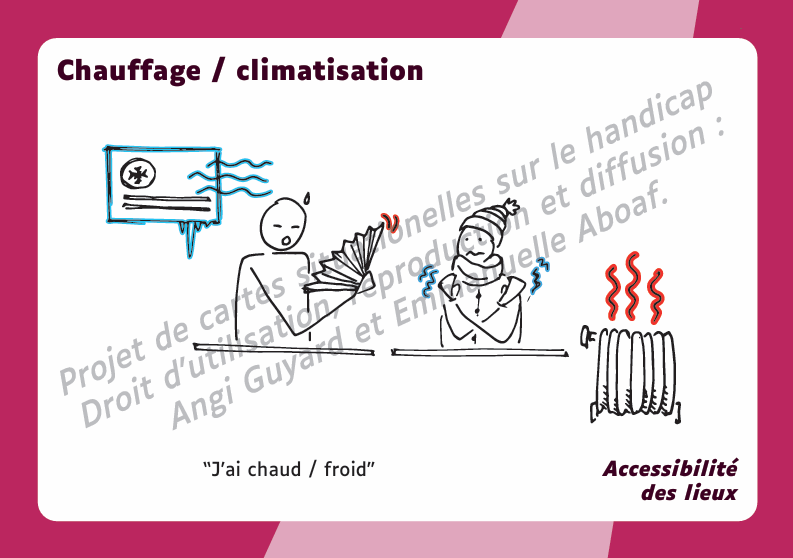 Chauffage / climatisation
Projet de cartes situationnelles sur le handicap
Droit d’utilisation, reproduction et diffusion :
Angi Guyard et Emmanuelle Aboaf.
“J’ai chaud / froid”
Accessibilité
des lieux